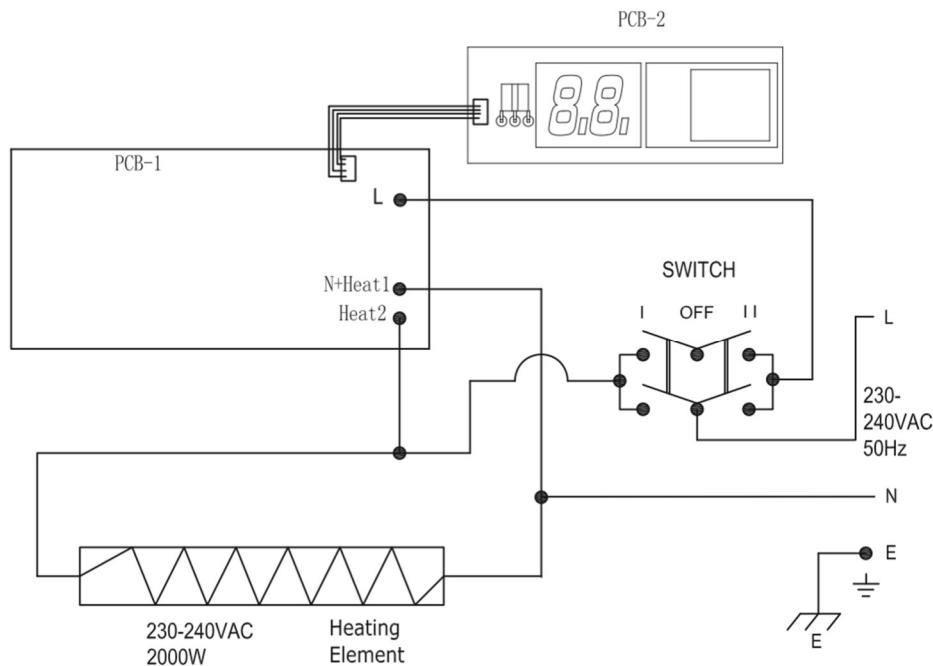 PCB-2
8.8.
PCB-1
L
N+Heat1
Heat2
SWITCH
I OFF II
L
230-
240VAC
50Hz
N
E
E
230-240VAC
2000W
Heating
Element